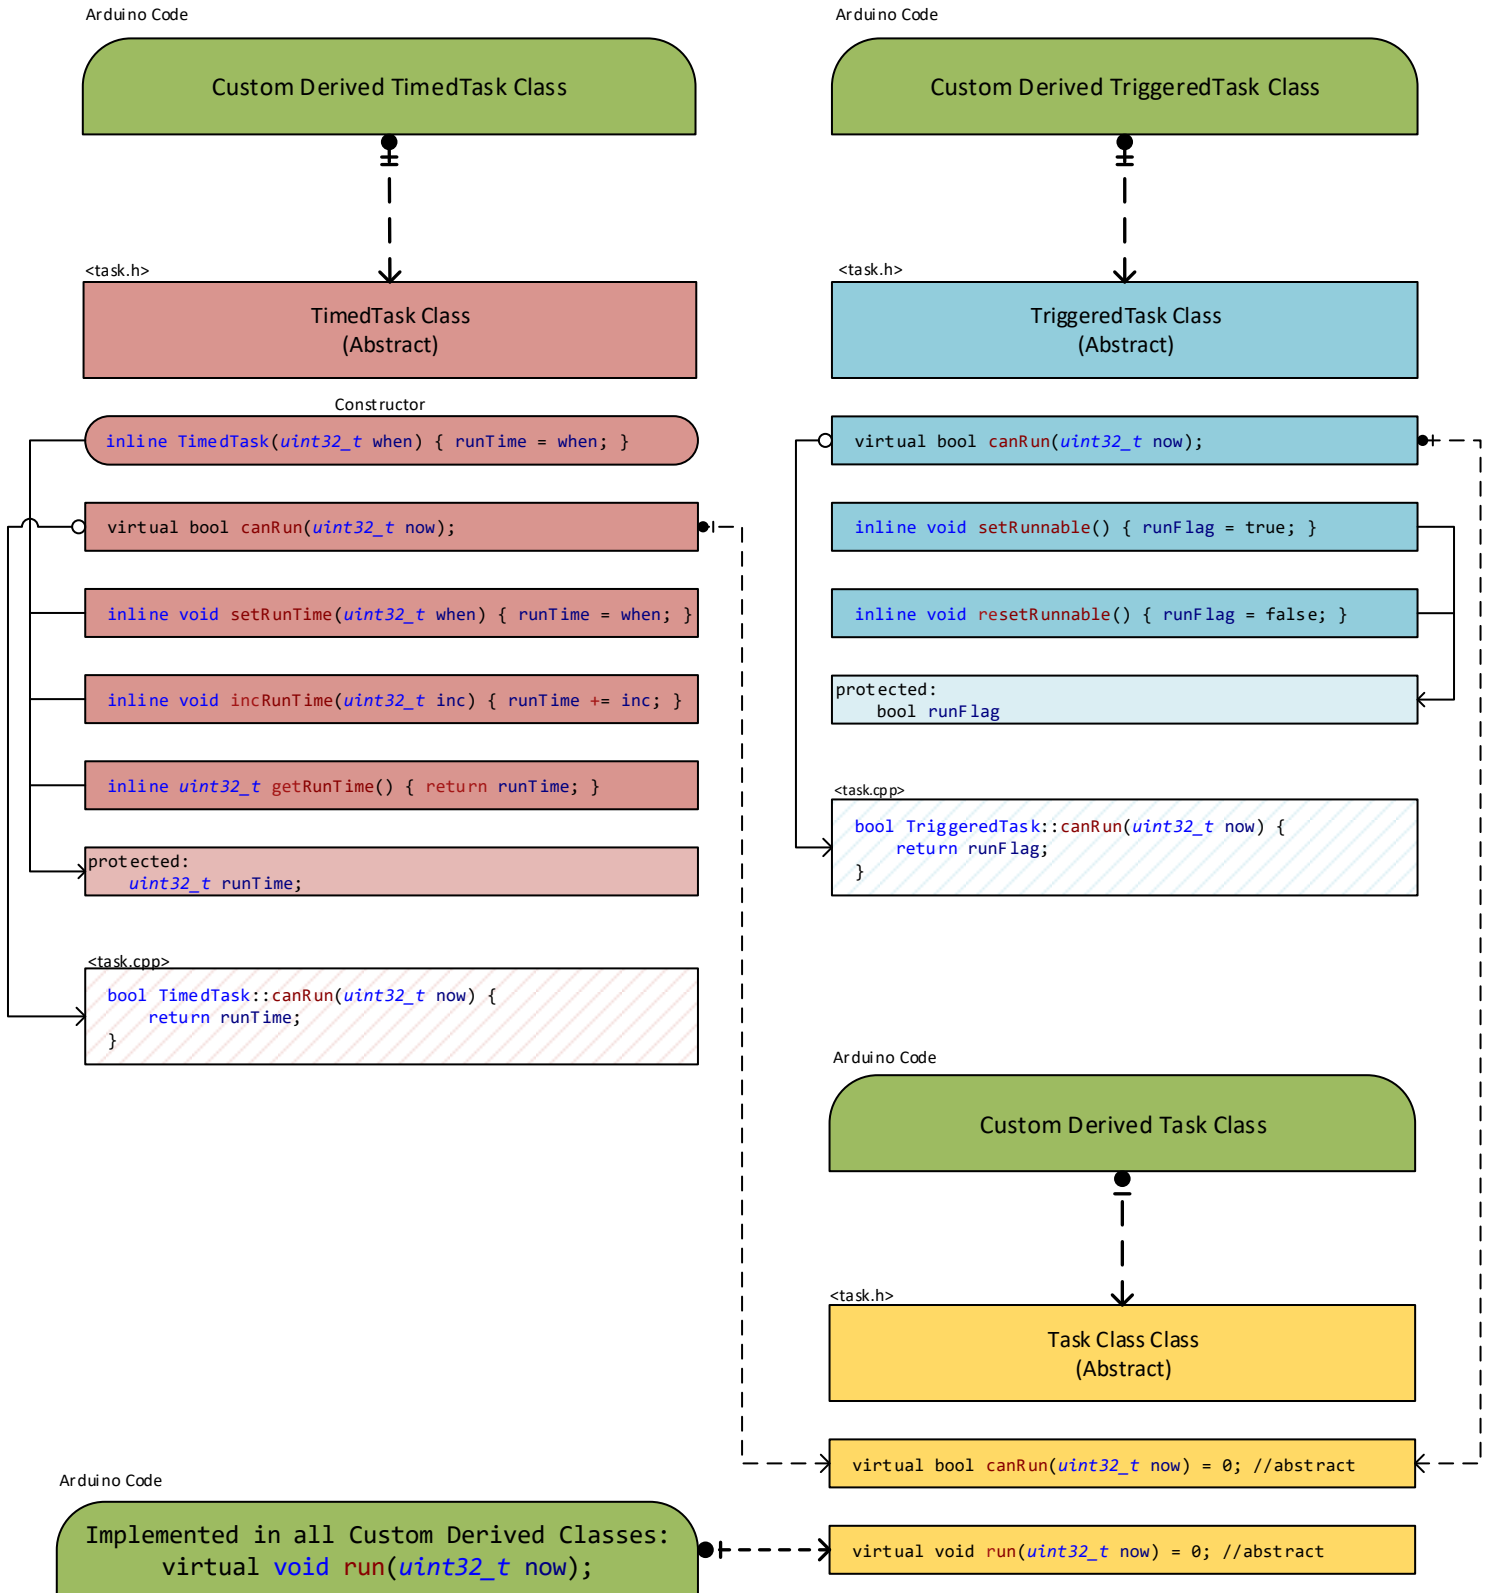 Arduino Code
Custom Derived TimedTask Class
<task.h>
TimedTask Class
(Abstract)
Constructor
inline TimedTask(uint32_t when) { runTime = when; }
virtual bool canRun(uint32_t now);
inline void setRunTime(uint32_t when) { runTime = when; }
inline void incRunTime(uint32_t inc) { runTime += inc; }
inline uint32_t getRunTime() { return runTime; }
protected:
uint32_t runTime;
<task.cpp>
bool TimedTask::canRun(uint32_t now) {
return runTime;
}
Arduino Code
Custom Derived TriggeredTask Class
<task.h>
TriggeredTask Class
(Abstract)
virtual bool canRun(uint32_t now);
inline void setRunnable() { runFlag = true; }
inline void resetRunnable() { runFlag = false; }
protected:
bool runFlag
<task.cpp>
bool TriggeredTask::canRun(uint32_t now) {
return runFlag;
}
Arduino Code
Custom Derived Task Class
<task.h>
Task Class Class
(Abstract)
virtual bool canRun(uint32_t now) = 0; //abstract
Arduino Code
Implemented in all Custom Derived Classes:
virtual void run(uint32_t now);
virtual void run(uint32_t now) = 0; //abstract